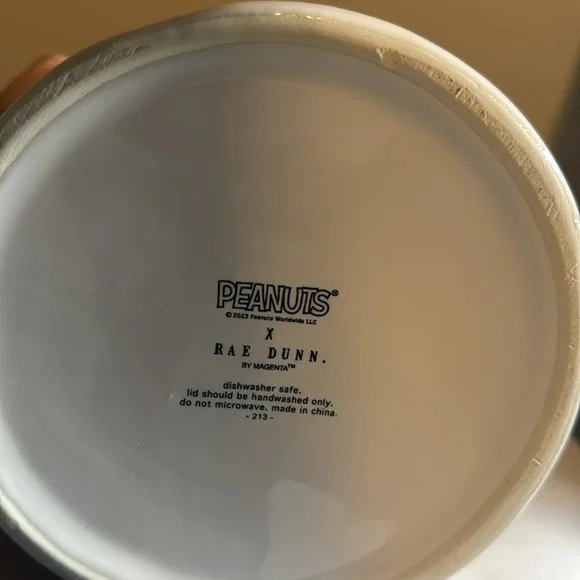 PEANUTS®
© 2023 Peanuts Worldwide LLC
X
RAE DUNN.
BY MAGENTA™
dishwasher safe.
lid should be handwashed only.
do not microwave. made in china.
- 213 -